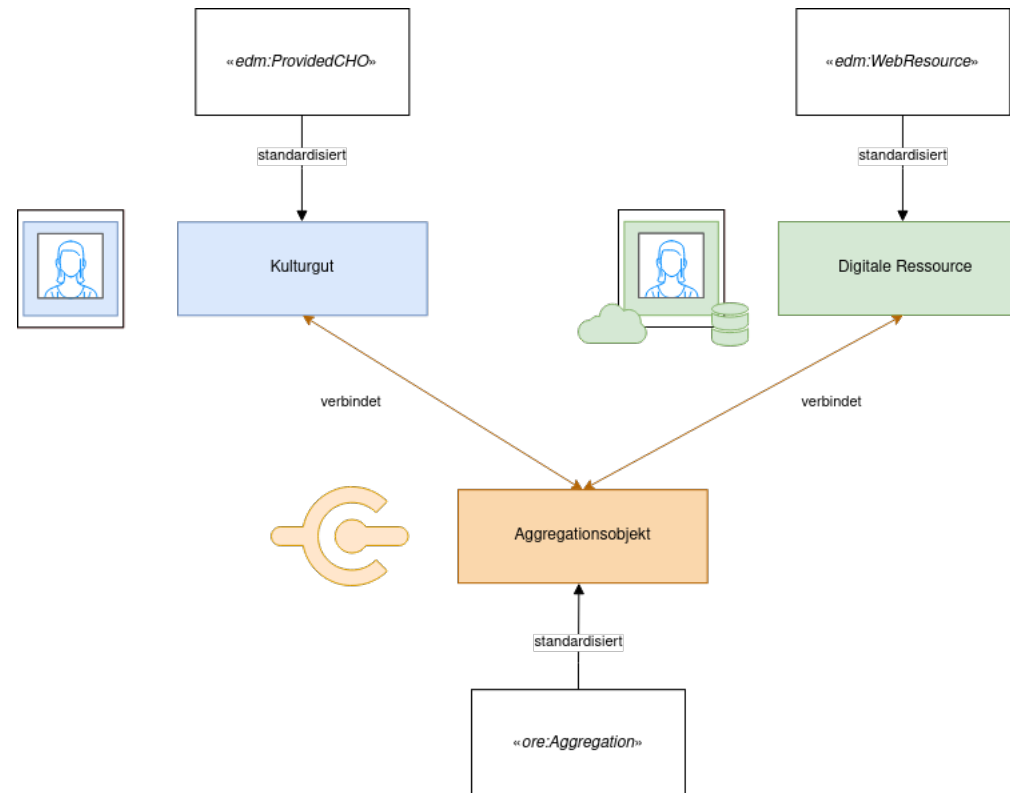 «edm:ProvidedCHO»
«edm:WebResource»
standardisiert
standardisiert
Kulturgut
Digitale Ressource
verbindet
verbindet
Aggregationsobjekt
standardisiert
«ore:Aggregation»